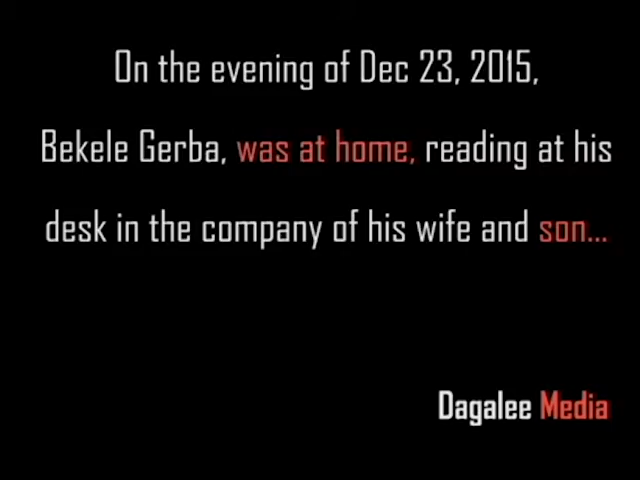 On the evening of Dec 23, 2015,
Bekele Gerba, was at home, reading at his
desk in the company of his wife and son...
Dagalee Media